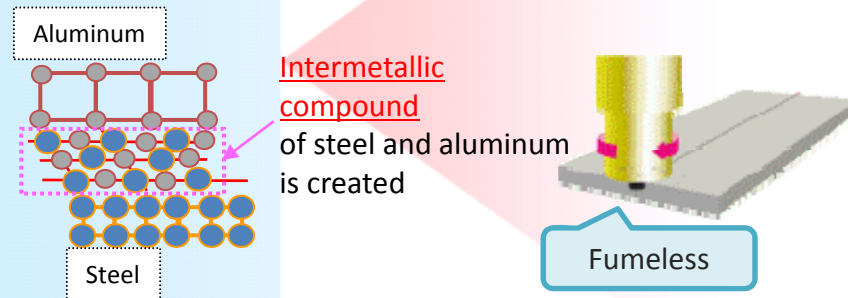 Aluminum
Intermetallic
compound
of steel and aluminum
is created
Steel
Fumeless